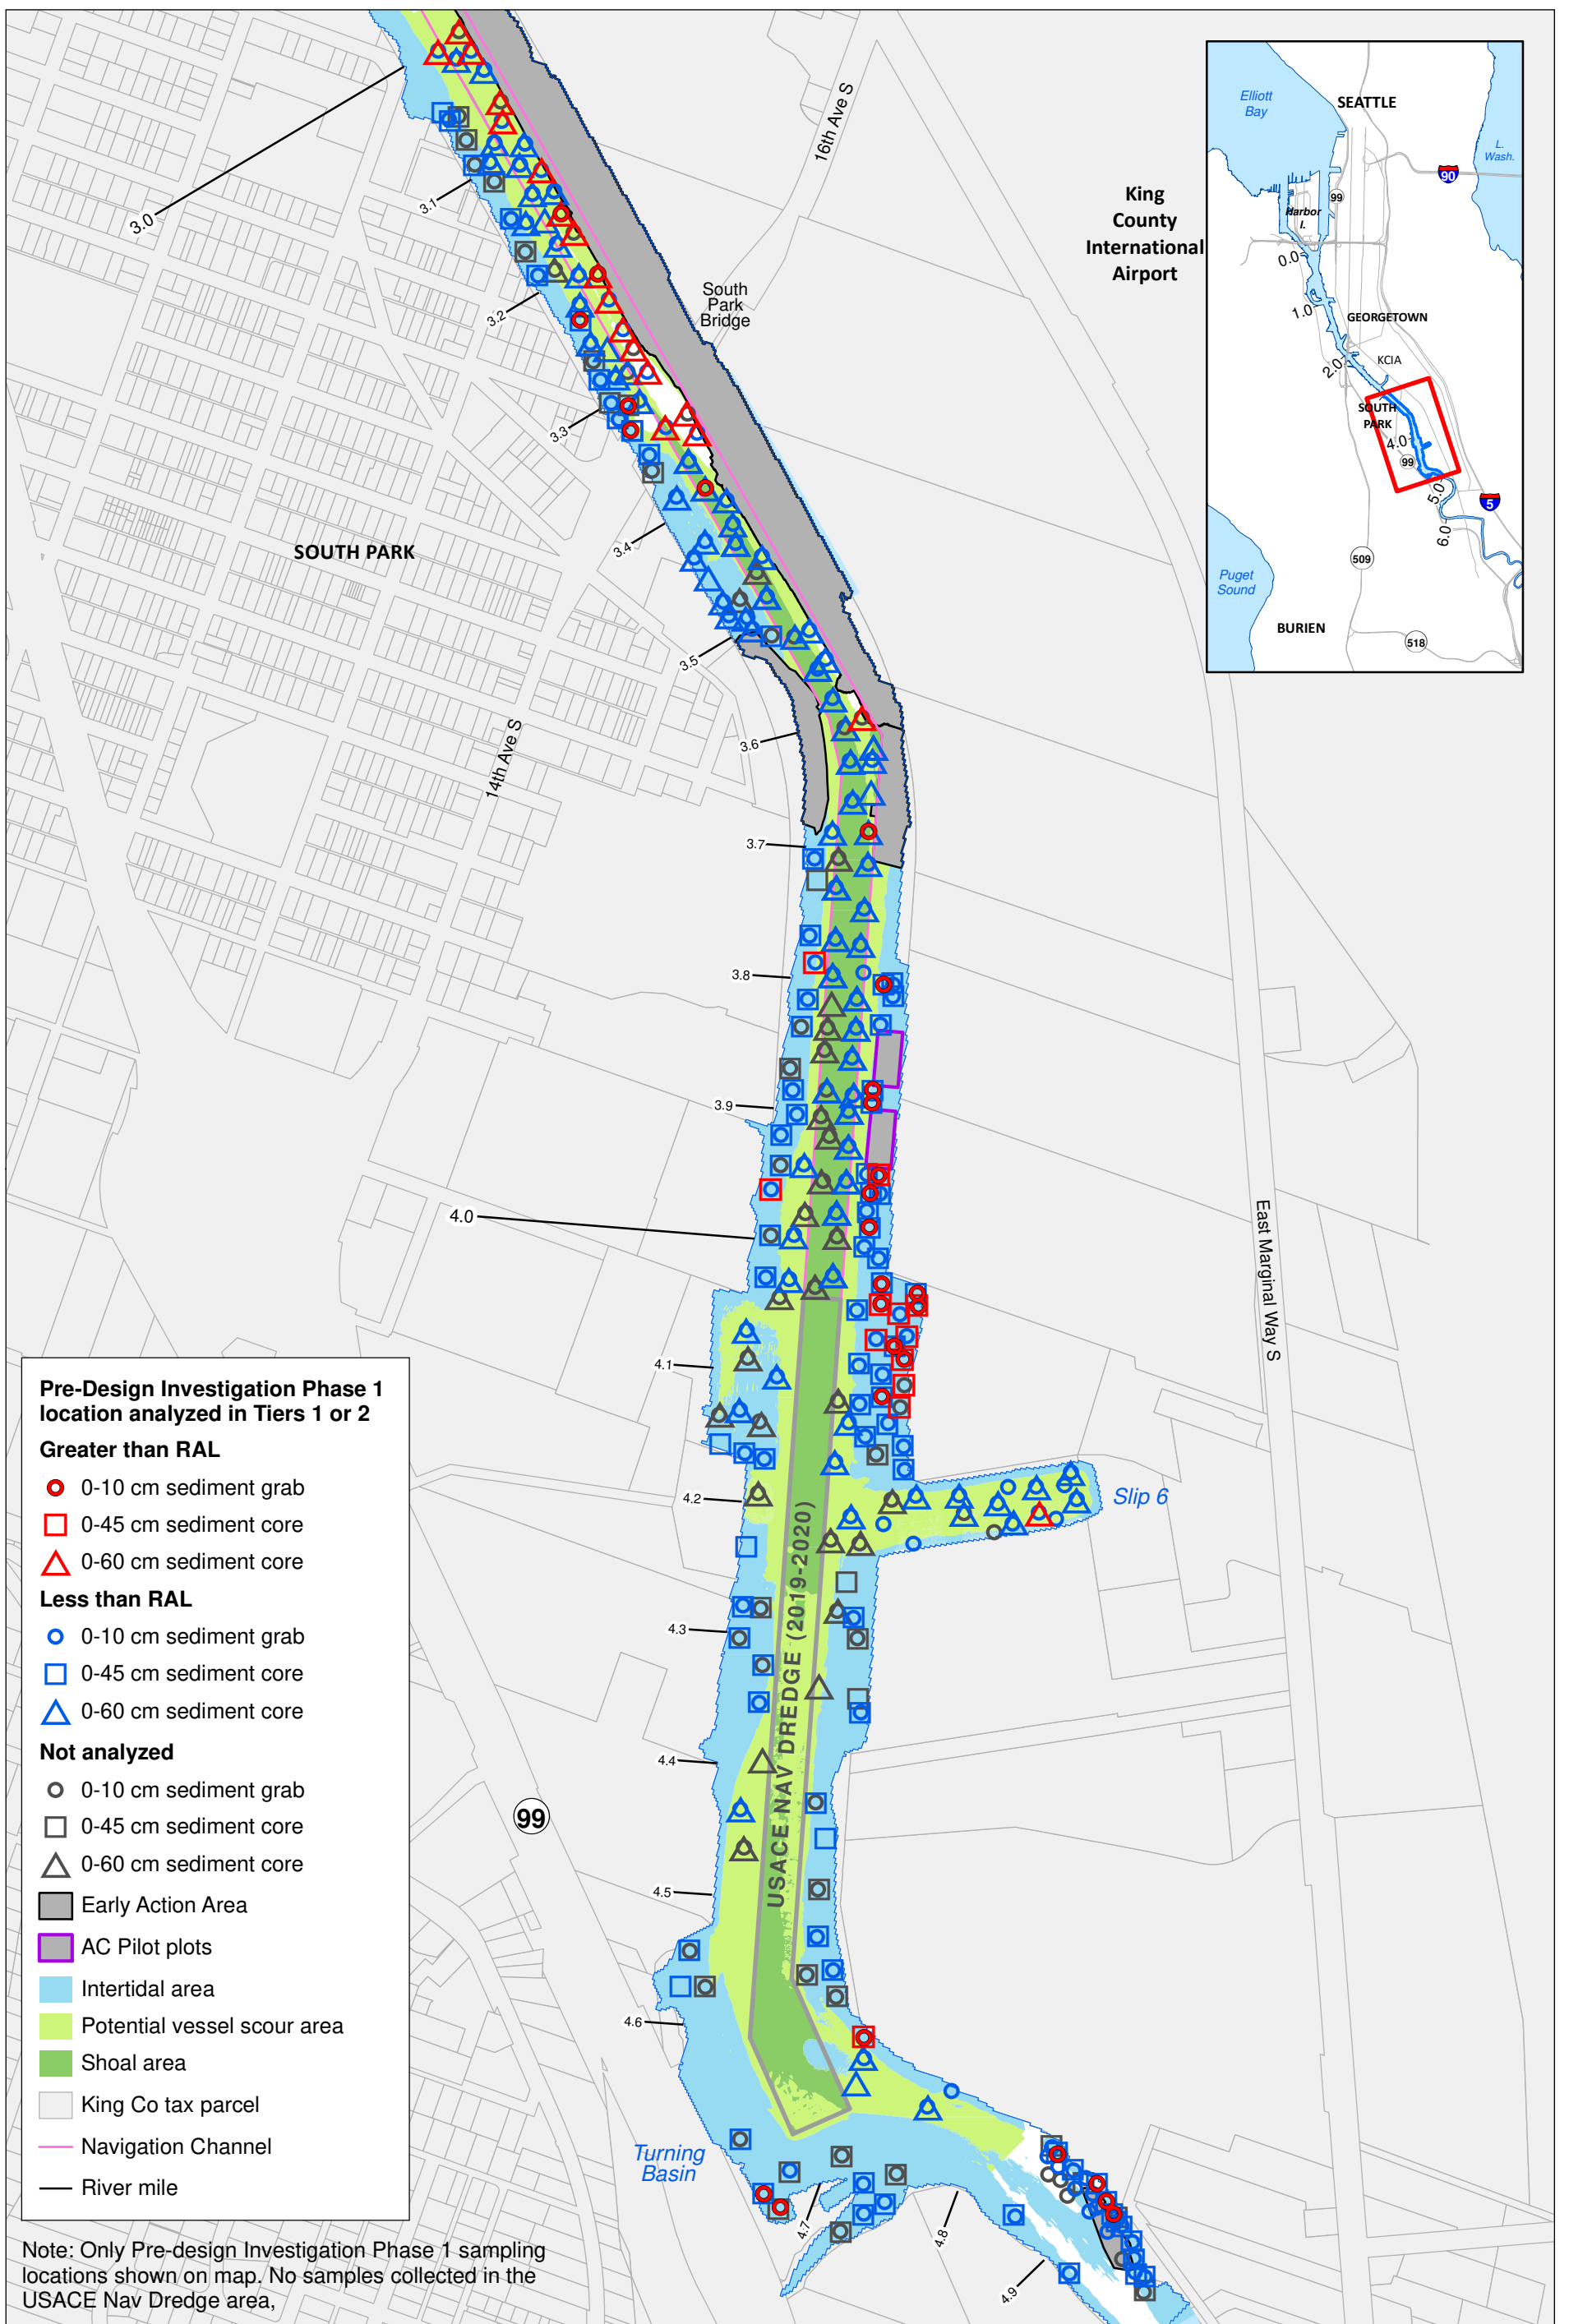 16th Ave S
King
County
International
Airport
South
Park
Bridge
SOUTH PARK
14th Ave S
East Marginal Way S
Slip 6
USACE NAV DREDGE (2019-2020)
99
Turning
Basin
3.0
3.1
3.2
3.3
3.4
3.5
3.6
3.7
3.8
3.9
4.0
4.1
4.2
4.3
4.4
4.5
4.6
4.7
4.8
4.9
Elliott
Bay
SEATTLE
L.
Wash.
90
99
Harbor
I.
0.0
1.0
GEORGETOWN
2.0
KCIA
SOUTH
PARK
4.0
99
5.0
5
6.0
509
Puget
Sound
BURIEN
518
Pre-Design Investigation Phase 1
location analyzed in Tiers 1 or 2
Greater than RAL
0-10 cm sediment grab
0-45 cm sediment core
0-60 cm sediment core
Less than RAL
0-10 cm sediment grab
0-45 cm sediment core
0-60 cm sediment core
Not analyzed
0-10 cm sediment grab
0-45 cm sediment core
0-60 cm sediment core
Early Action Area
AC Pilot plots
Intertidal area
Potential vessel scour area
Shoal area
King Co tax parcel
Navigation Channel
River mile
Note: Only Pre-design Investigation Phase 1 sampling
locations shown on map. No samples collected in the
USACE Nav Dredge area,